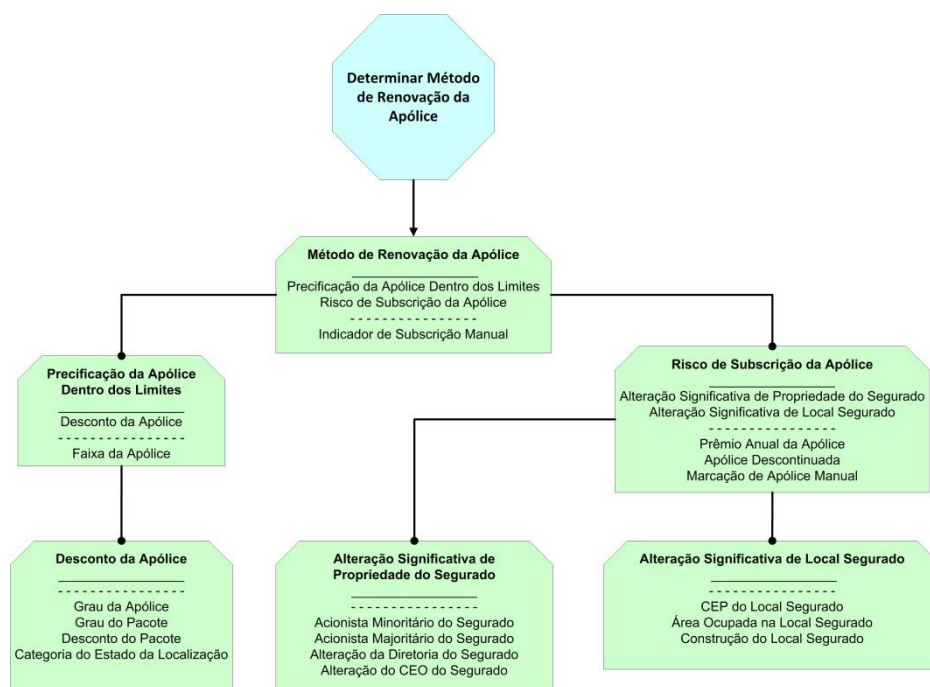 Determinar Método
de Renovação da
Apólice
Método de Renovação da Apólice
Precificação da Apólice Dentro dos Limites
Risco de Subscrição da Apólice
Indicador de Subscrição Manual
Precificação da Apólice
Dentro dos Limites
Desconto da Apólice
Faixa da Apólice
Risco de Subscrição da Apólice
Alteração Significativa de Propriedade do Segurado
Alteração Significativa de Local Segurado
Prêmio Anual da Apólice
Apólice Descontinuada
Marcação de Apólice Manual
Desconto da Apólice
Grau da Apólice
Grau do Pacote
Desconto do Pacote
Categoria do Estado da Localização
Alteração Significativa de
Propriedade do Segurado
Acionista Minoritário do Segurado
Acionista Majoritário do Segurado
Alteração da Diretoria do Segurado
Alteração do CEO do Segurado
Alteração Significativa de Local Segurado
CEP do Local Segurado
Área Ocupada na Local Segurado
Construção do Local Segurado